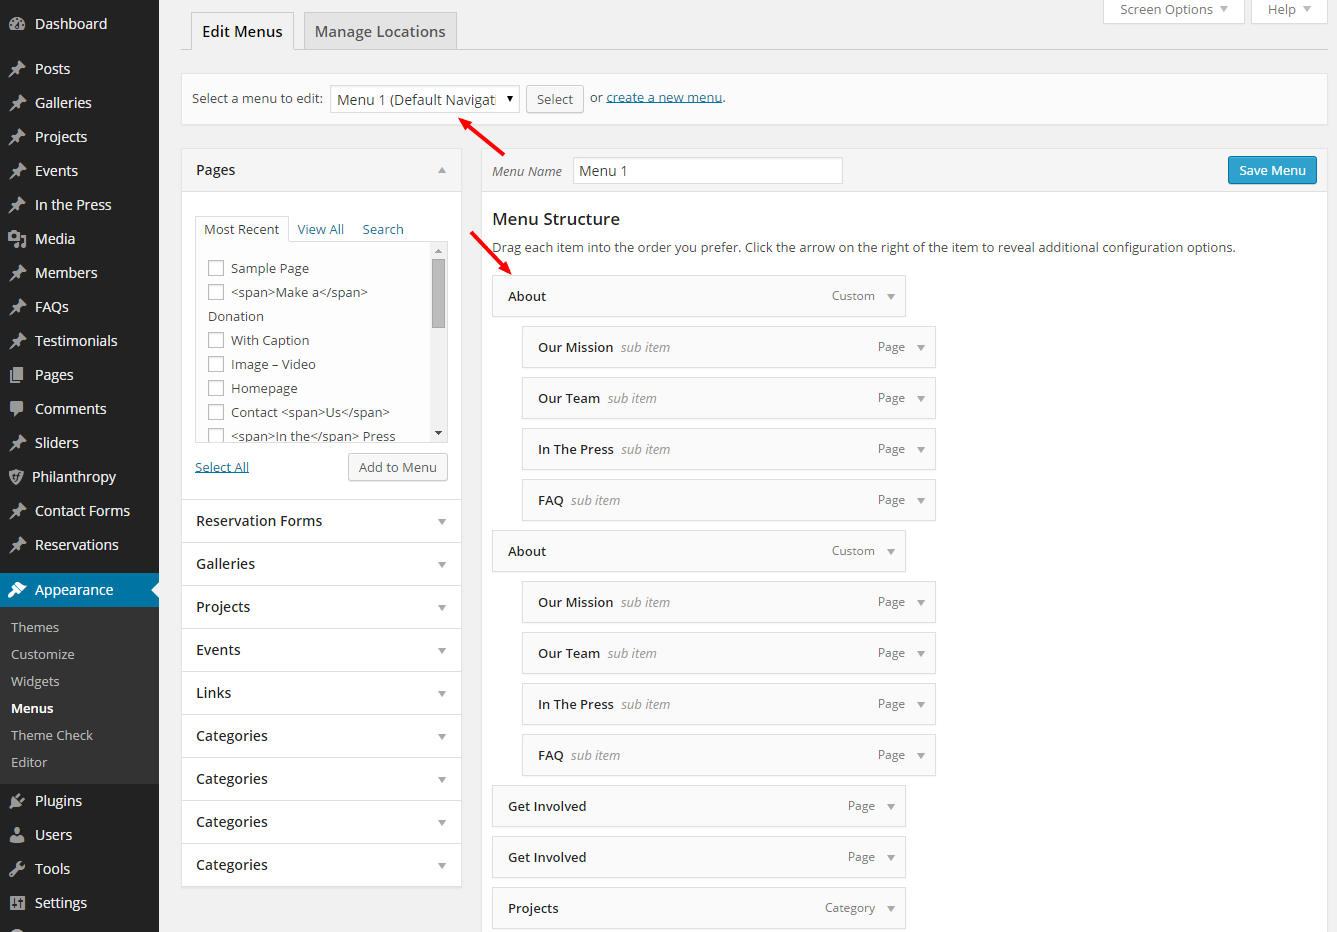 Dashboard
Posts
Galleries
Projects
Events
In the Press
Media
Members
FAQs
Testimonials
Pages
Comments
Sliders
Philanthropy
Contact Forms
Reservations
Appearance
Themes
Customize
Widgets
Menus
Theme Check
Editor
Plugins
Users
Tools
Settings
Screen Options
Help
Edit Menus
Manage Locations
Select a menu to edit: Menu 1 (Default Navigati Select or create a new menu.
Pages
Most Recent View All Search
Sample Page
<span>Make a</span>
Donation
With Caption
Image – Video
Homepage
Contact <span>Us</span>
<span>In the</span> Press
Select All
Add to Menu
Reservation Forms
Galleries
Projects
Events
Links
Categories
Categories
Categories
Categories
Menu Name Menu 1
Save Menu
Menu Structure
Drag each item into the order you prefer. Click the arrow on the right of the item to reveal additional configuration options.
About Custom
Our Mission sub item Page
Our Team sub item Page
In The Press sub item Page
FAQ sub item Page
About Custom
Our Mission sub item Page
Our Team sub item Page
In The Press sub item Page
FAQ sub item Page
Get Involved Page
Get Involved Page
Projects Category